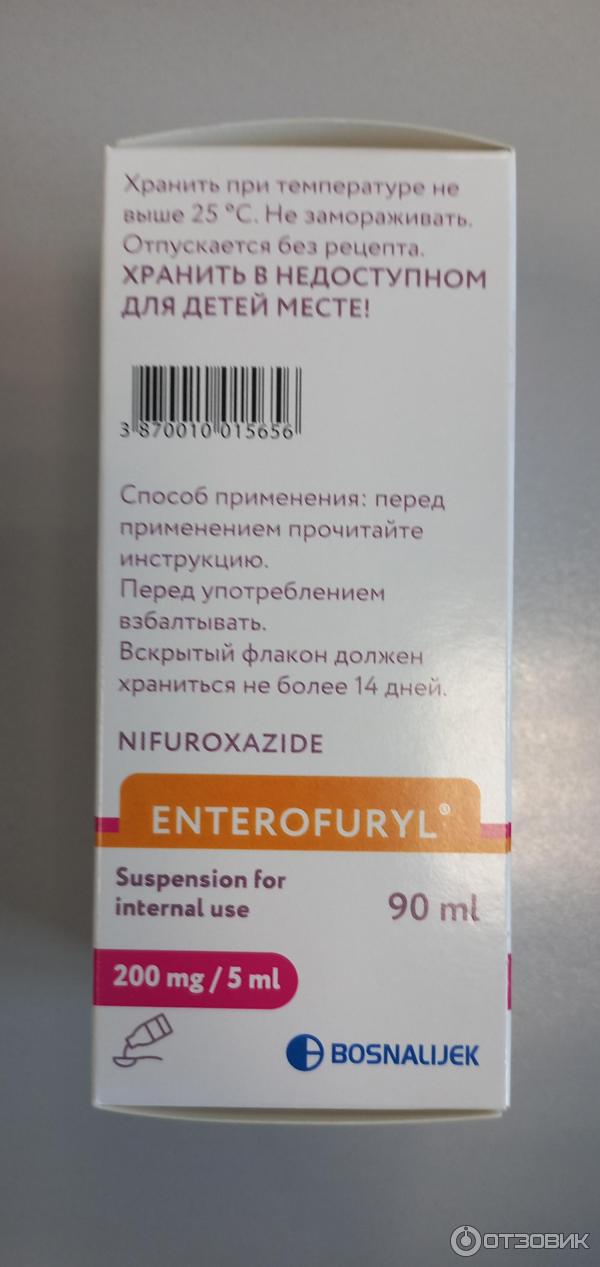 Хранить при температуре не
выше 25 °C. Не замораживать.
Отпускается без рецепта.
ХРАНИТЬ В НЕДОСТУПНОМ
ДЛЯ ДЕТЕЙ МЕСТЕ!
3 870010 015656
Способ применения: перед
применением прочитайте
инструкцию.
Перед употреблением
взбалтывать.
Вскрытый флакон должен
храниться не более 14 дней.
NIFUROXAZIDE
ENTEROFURYL®
Suspension for
internal use
90 ml
200 mg / 5 ml
BOSNALIJEK
ОТЗОВИК